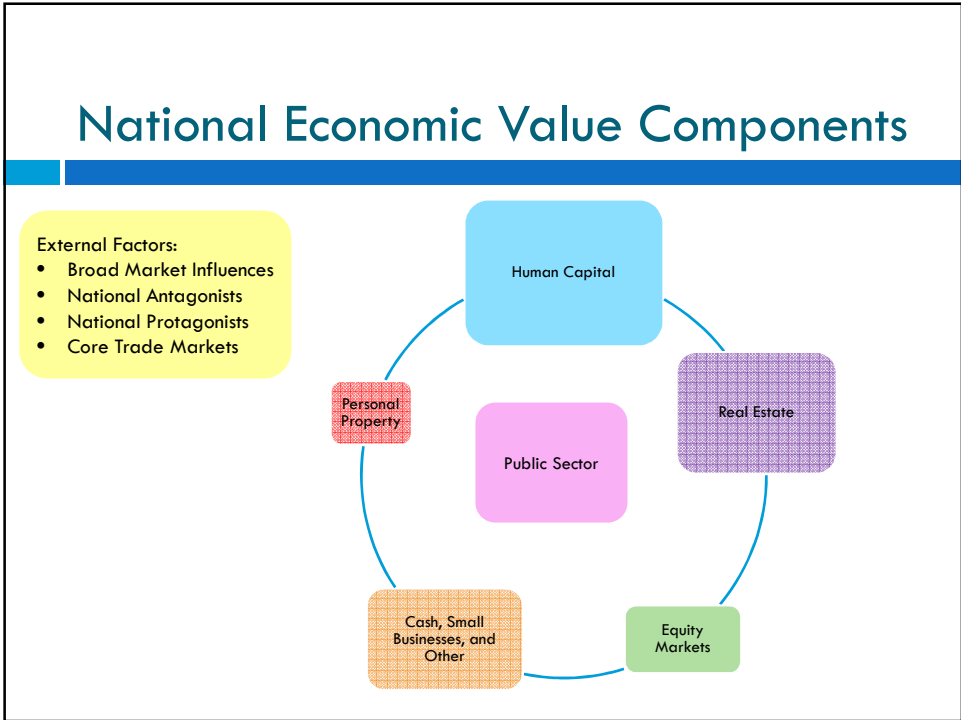 National Economic Value Components
External Factors:
• Broad Market Influences
• National Antagonists
• National Protagonists
• Core Trade Markets
Human Capital
Personal
Property
Real Estate
Public Sector
Cash, Small
Businesses, and
Other
Equity
Markets